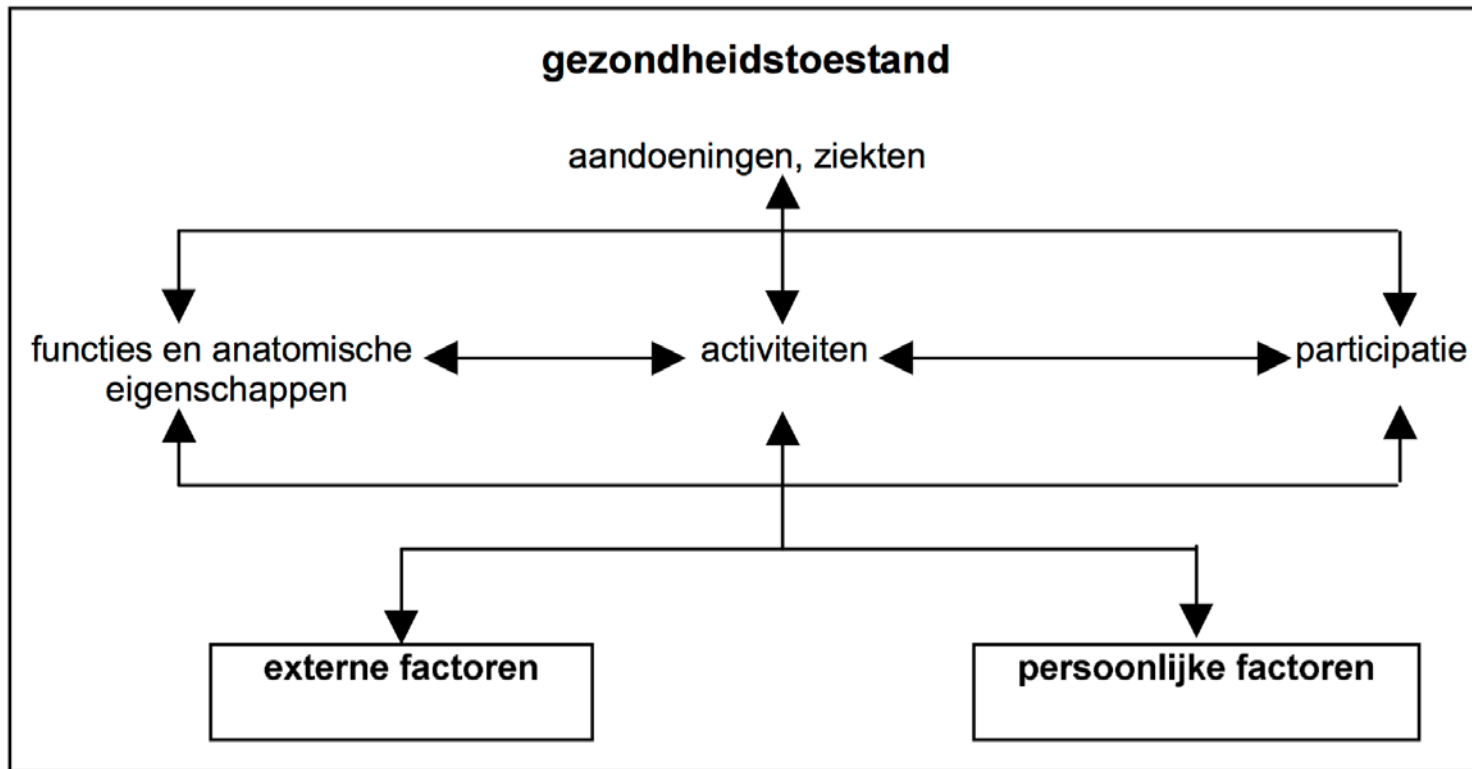 gezondheidstoestand
aandoeningen, ziekten
functies en anatomische
eigenschappen
activiteiten
participatie
externe factoren
persoonlijke factoren